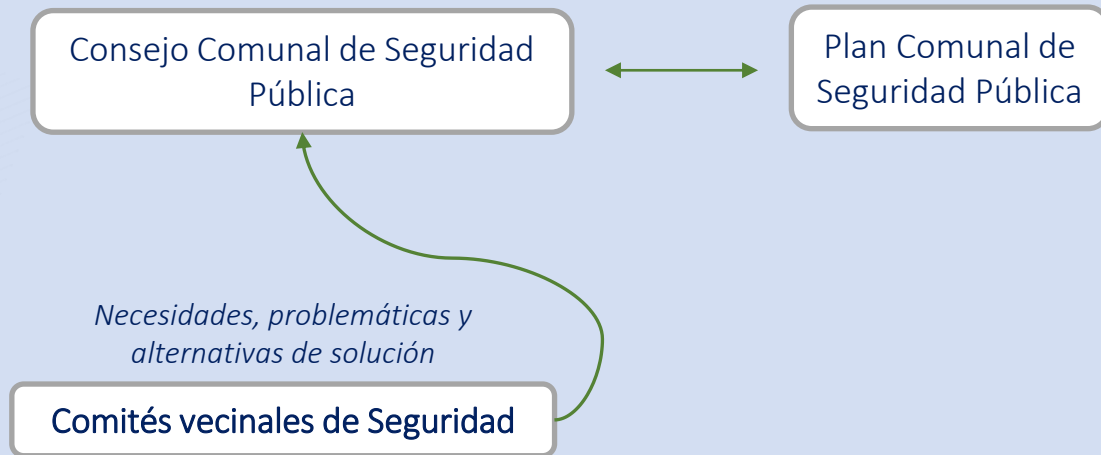 Consejo Comunal de Seguridad
Pública
Plan Comunal de
Seguridad Pública
Necesidades, problemáticas y
alternativas de solución
Comités vecinales de Seguridad